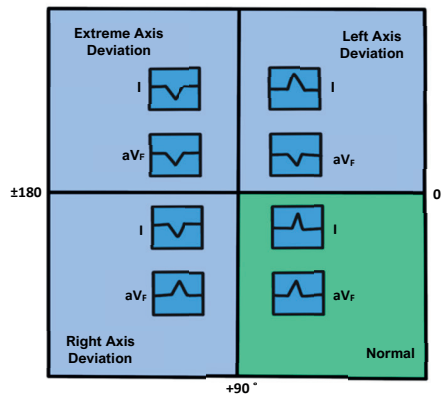 Extreme Axis
Deviation
I
aVF
Left Axis
Deviation
I
aVF
±180
0
I
aVF
Right Axis
Deviation
I
aVF
Normal
+90 °